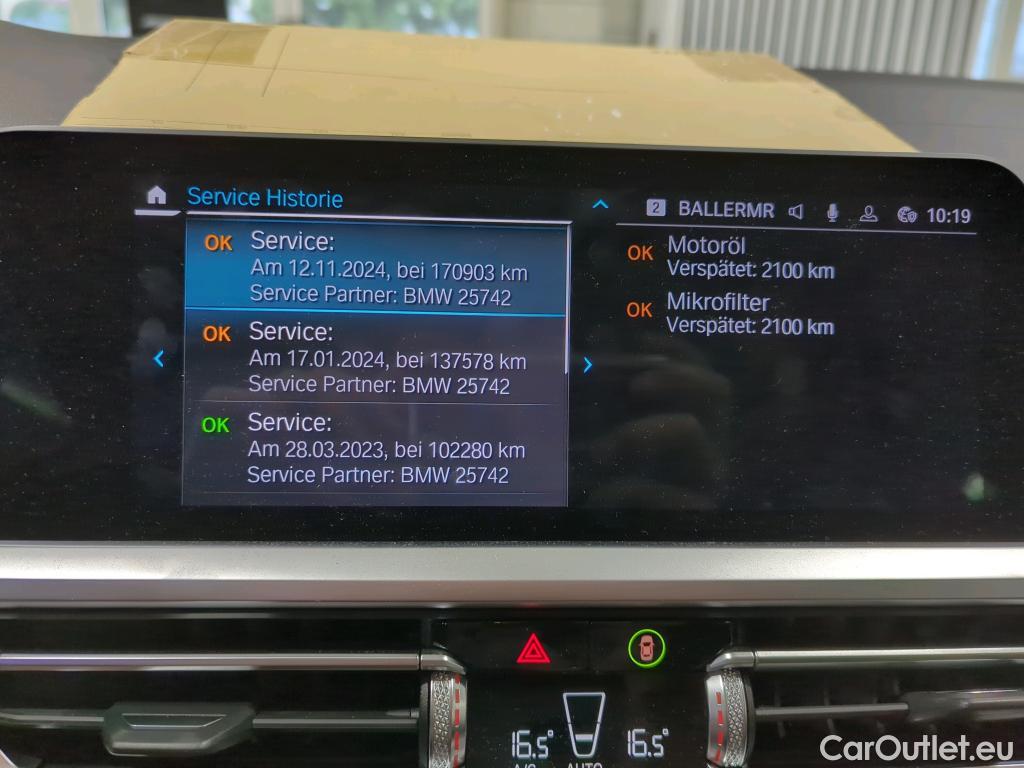 Service Historie
2 BALLERMR 10:19
OK Service:
Am 12.11.2024, bei 170903 km
Service Partner: BMW 25742
OK Service:
Am 17.01.2024, bei 137578 km
Service Partner: BMW 25742
OK Service:
Am 28.03.2023, bei 102280 km
Service Partner: BMW 25742
OK Motoröl
Verspätet: 2100 km
OK Mikrofilter
Verspätet: 2100 km
16.5° 16.5°
A/C AUTO
CarOutlet.eu